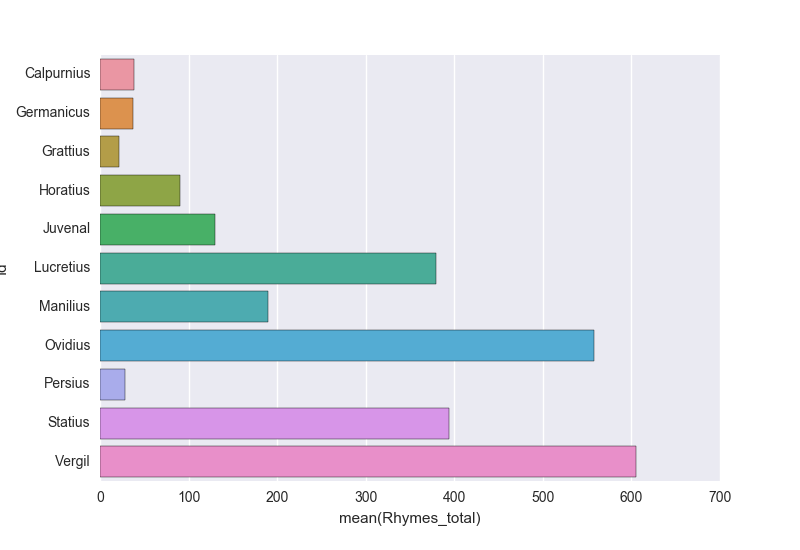 Calpurnius
Germanicus
Grattius
Horatius
Juvenal
Lucretius
Manilius
Ovidius
Persius
Statius
Vergil
0 100 200 300 400 500 600 700
mean(Rhymes_total)